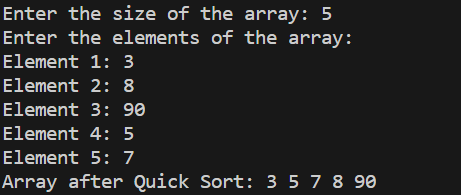 Enter the size of the array: 5
Enter the elements of the array:
Element 1: 3
Element 2: 8
Element 3: 90
Element 4: 5
Element 5: 7
Array after Quick Sort: 3 5 7 8 90